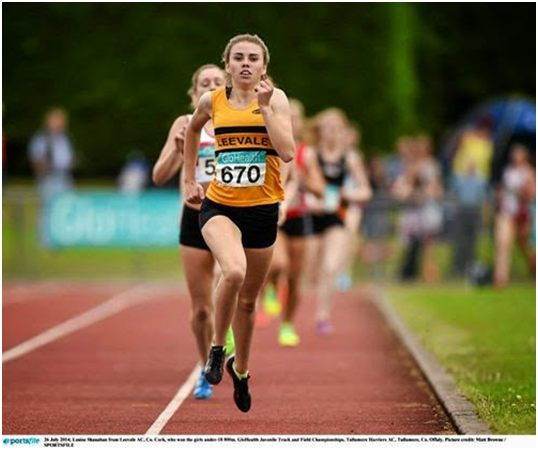 LEEVALE
GloHealth
670
5
GloHealth
sportsfile
26 July 2014; Louise Shanahan from Leevale AC, Co. Cork, who won the girls under-18 800m. GloHealth Juvenile Track and Field Championships, Tullamore Harriers AC, Tullamore, Co. Offaly. Picture credit: Matt Browne /
SPORTSFILE